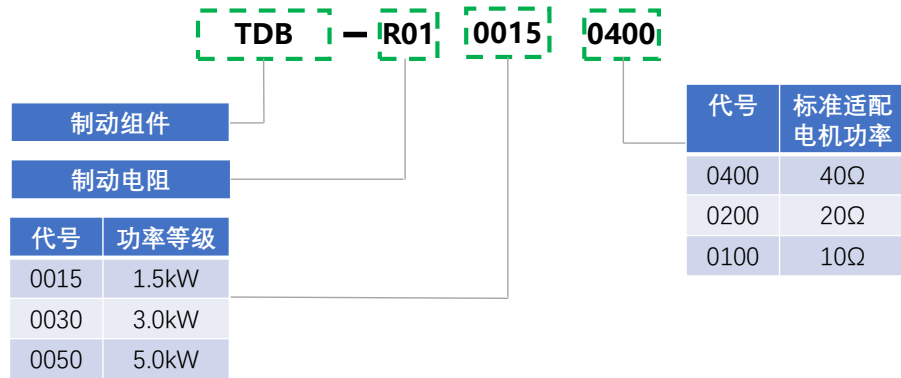 TDB – R01 0015 0400
制动组件
制动电阻
代号 功率等级
0015 1.5kW
0030 3.0kW
0050 5.0kW
代号 标准适配
电机功率
0400 40Ω
0200 20Ω
0100 10Ω